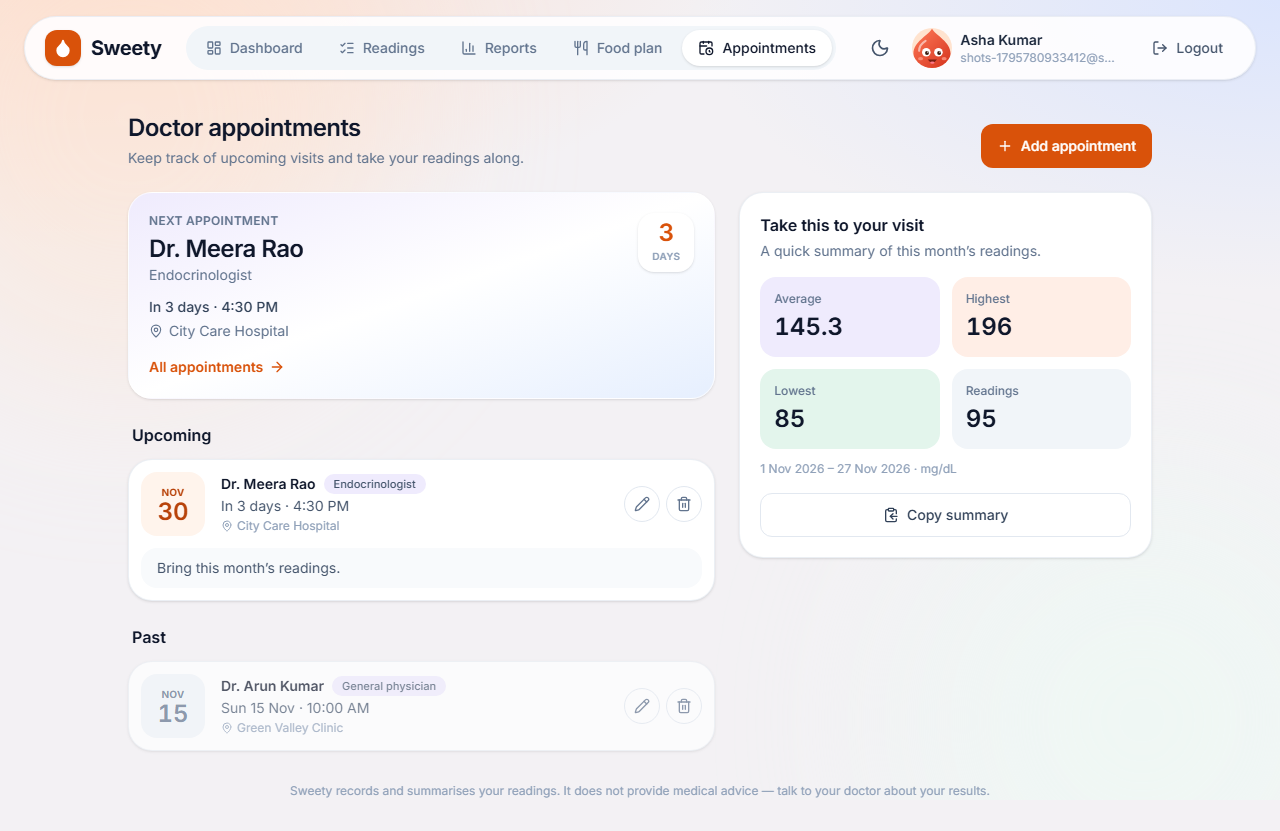 Sweety
Dashboard
Readings
Reports
Food plan
Appointments
Asha Kumar
shots-1795780933412@s...
Logout
Doctor appointments
Keep track of upcoming visits and take your readings along.
Add appointment
NEXT APPOINTMENT
Dr. Meera Rao
Endocrinologist
In 3 days · 4:30 PM
City Care Hospital
All appointments
3
DAYS
Take this to your visit
A quick summary of this month’s readings.
Average
145.3
Highest
196
Lowest
85
Readings
95
1 Nov 2026 – 27 Nov 2026 · mg/dL
Copy summary
Upcoming
NOV
30
Dr. Meera Rao
Endocrinologist
In 3 days · 4:30 PM
City Care Hospital
Bring this month’s readings.
Past
NOV
15
Dr. Arun Kumar
General physician
Sun 15 Nov · 10:00 AM
Green Valley Clinic
Sweety records and summarises your readings. It does not provide medical advice — talk to your doctor about your results.